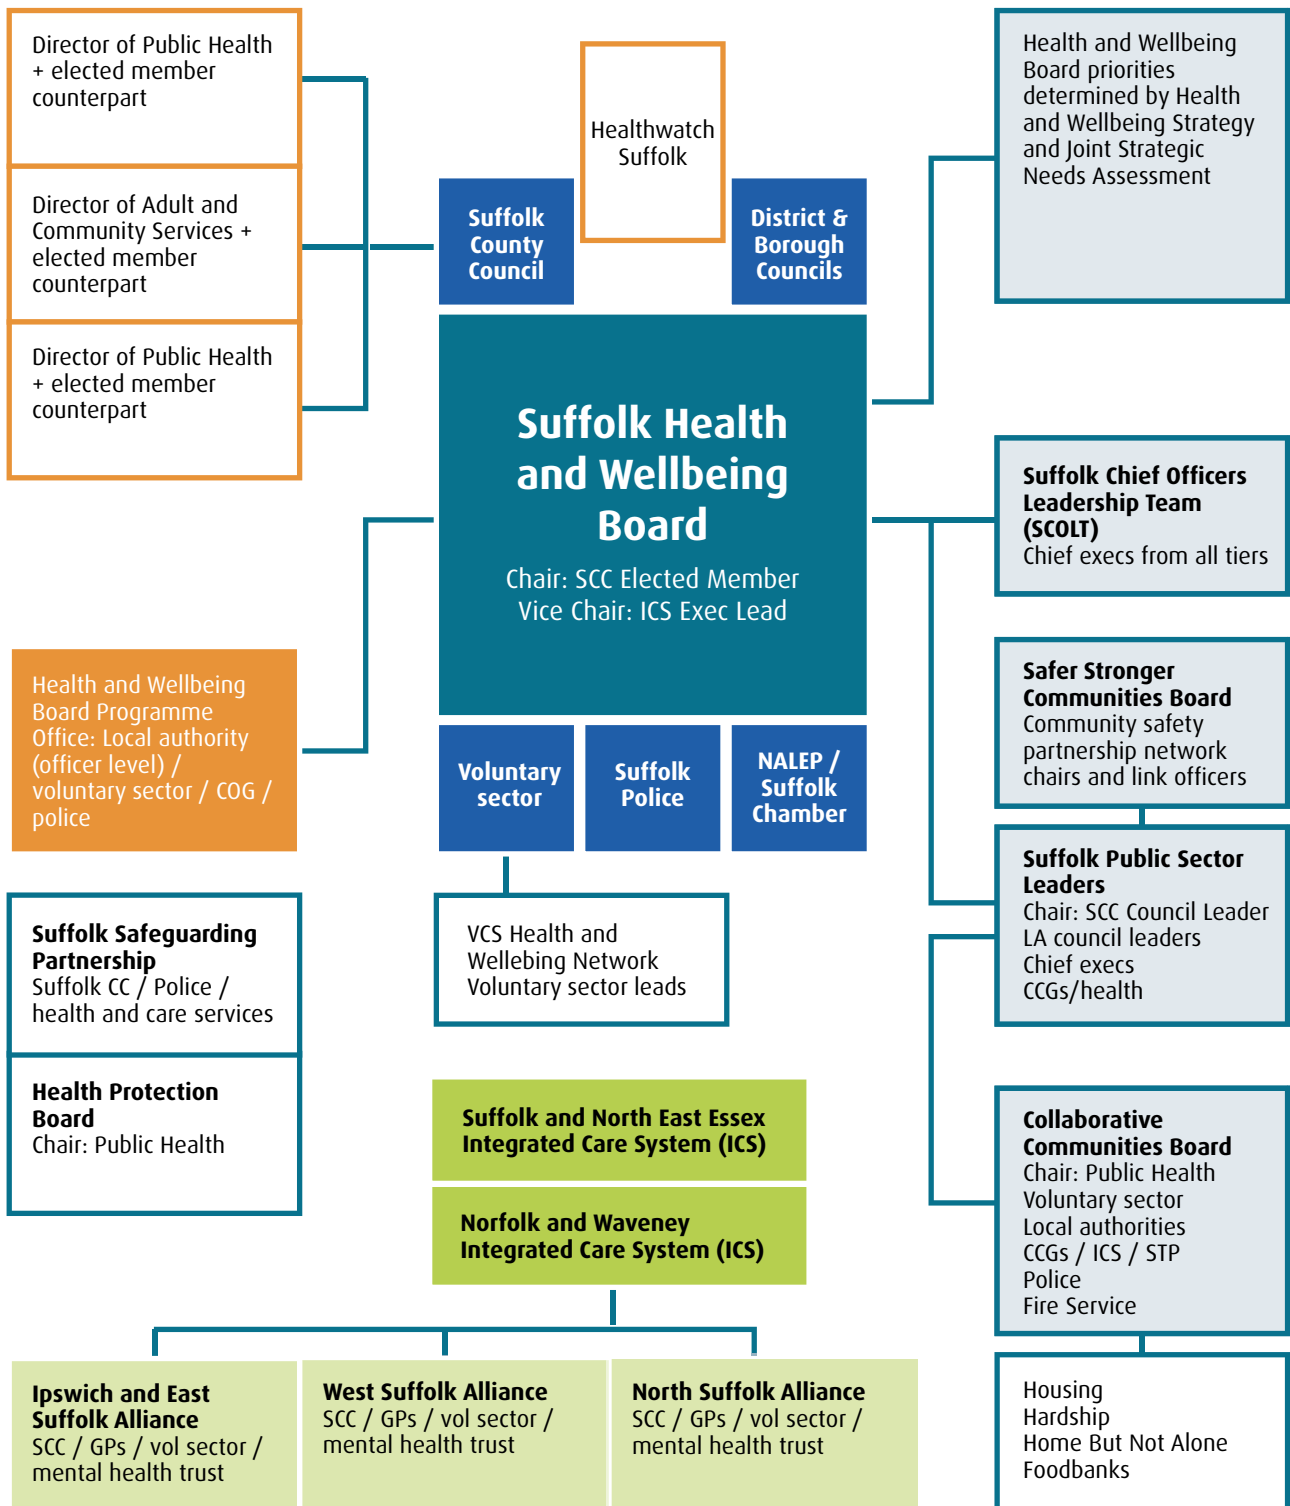 Director of Public Health
+ elected member
counterpart
Director of Adult and
Community Services +
elected member
counterpart
Director of Public Health
+ elected member
counterpart
Healthwatch
Suffolk
Suffolk
County
Council
District &
Borough
Councils
Health and Wellbeing
Board priorities
determined by Health
and Wellbeing Strategy
and Joint Strategic
Needs Assessment
Suffolk Health
and Wellbeing
Board
Chair: SCC Elected Member
Vice Chair: ICS Exec Lead
Suffolk Chief Officers
Leadership Team
(SCOLT)
Chief execs from all tiers
Health and Wellbeing
Board Programme
Office: Local authority
(officer level) /
voluntary sector / COG /
police
Voluntary
sector
Suffolk
Police
NALEP /
Suffolk
Chamber
Safer Stronger
Communities Board
Community safety
partnership network
chairs and link officers
Suffolk Public Sector
Leaders
Chair: SCC Council Leader
LA council leaders
Chief execs
CCGs/health
Suffolk Safeguarding
Partnership
Suffolk CC / Police /
health and care services
VCS Health and
Wellebing Network
Voluntary sector leads
Health Protection
Board
Chair: Public Health
Suffolk and North East Essex
Integrated Care System (ICS)
Norfolk and Waveney
Integrated Care System (ICS)
Collaborative
Communities Board
Chair: Public Health
Voluntary sector
Local authorities
CCGs / ICS / STP
Police
Fire Service
Ipswich and East
Suffolk Alliance
SCC / GPs / vol sector /
mental health trust
West Suffolk Alliance
SCC / GPs / vol sector /
mental health trust
North Suffolk Alliance
SCC / GPs / vol sector /
mental health trust
Housing
Hardship
Home But Not Alone
Foodbanks